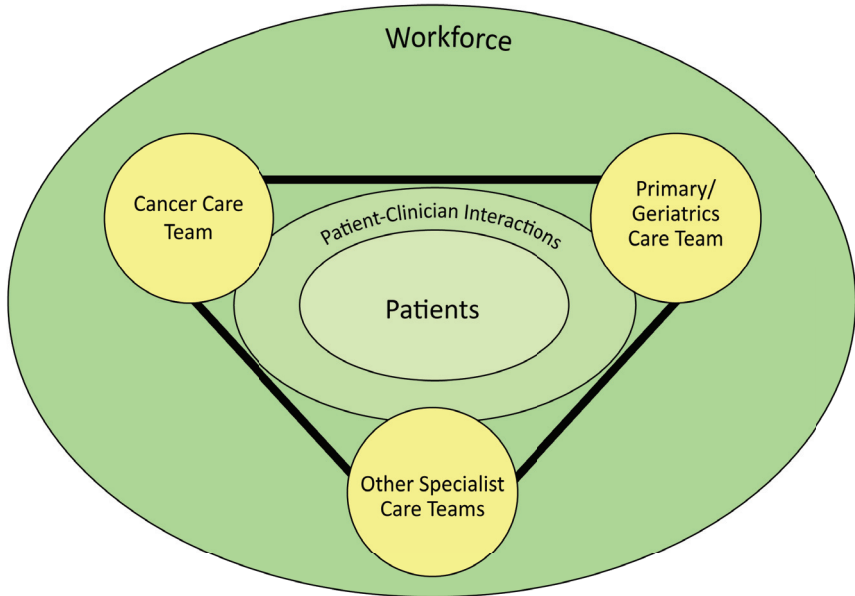 Workforce
Cancer Care
Team
Primary/
Geriatrics
Care Team
Patient-Clinician Interactions
Patients
Other Specialist
Care Teams